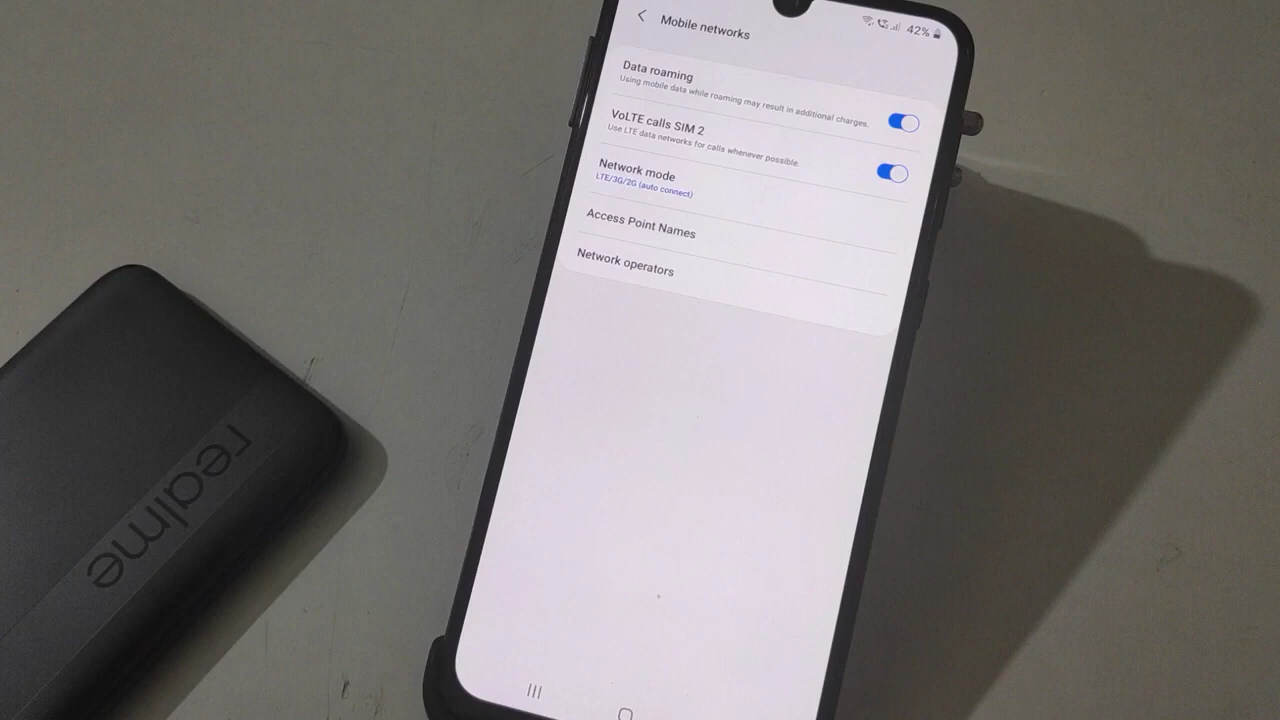 Mobile networks
42%
Data roaming
Using mobile data while roaming may result in additional charges.
VoLTE calls SIM 2
Use LTE data networks for calls whenever possible.
Network mode
LTE/3G/2G (auto connect)
Access Point Names
Network operators
realme